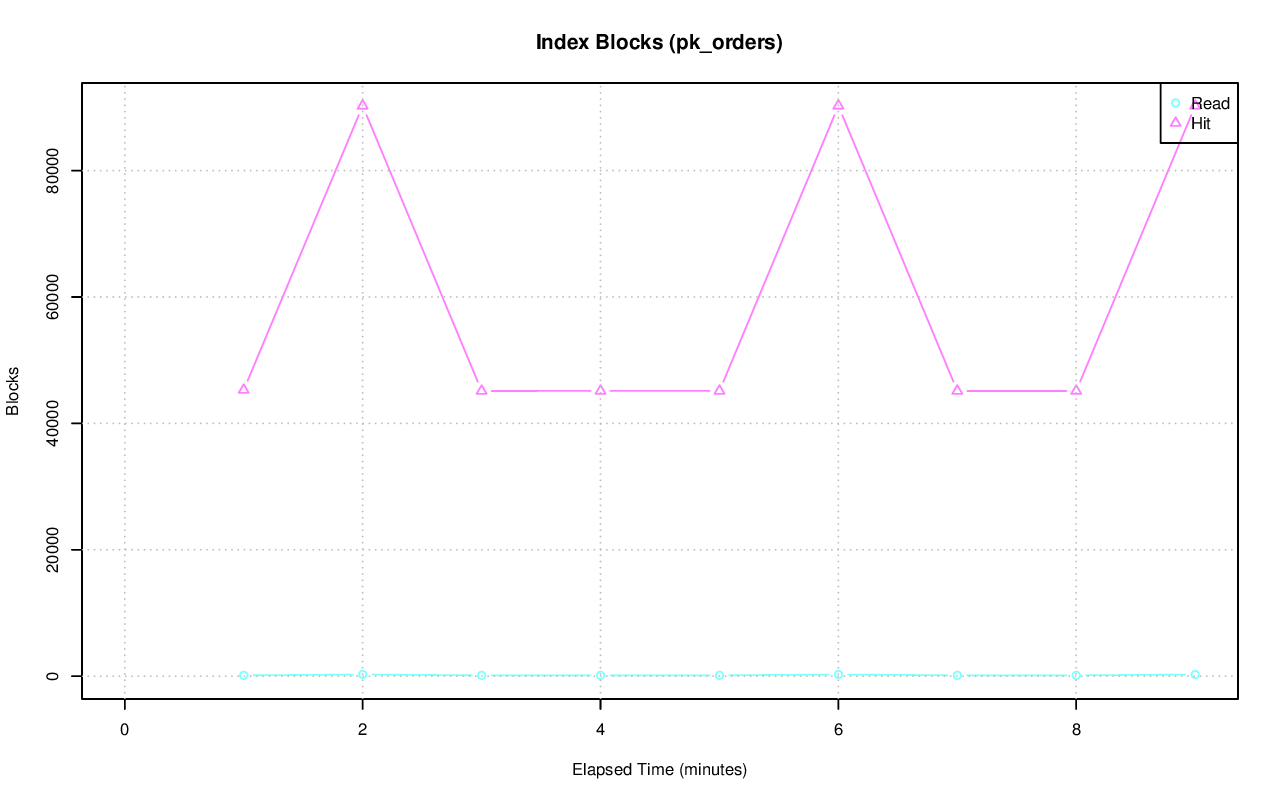 Index Blocks (pk_orders)
Read
Hit
80000
60000
40000
20000
0
Blocks
0 2 4 6 8
Elapsed Time (minutes)